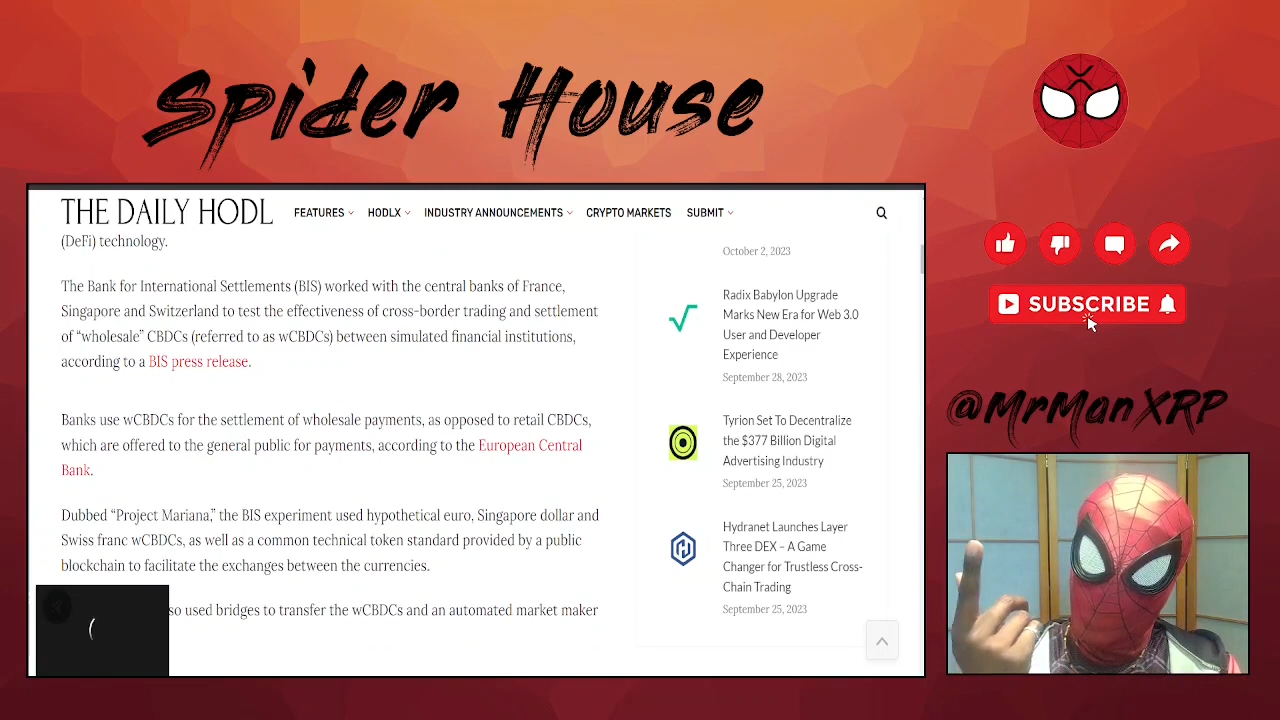 Spider House
THE DAILY HODL
FEATURES
HODLX
INDUSTRY ANNOUNCEMENTS
CRYPTO MARKETS
SUBMIT
(DeFi) technology.
The Bank for International Settlements (BIS) worked with the central banks of France,
Singapore and Switzerland to test the effectiveness of cross-border trading and settlement
of “wholesale” CBDCs (referred to as wCBDCs) between simulated financial institutions,
according to a BIS press release.
Banks use wCBDCs for the settlement of wholesale payments, as opposed to retail CBDCs,
which are offered to the general public for payments, according to the European Central
Bank.
Dubbed “Project Mariana,” the BIS experiment used hypothetical euro, Singapore dollar and
Swiss franc wCBDCs, as well as a common technical token standard provided by a public
blockchain to facilitate the exchanges between the currencies.
so used bridges to transfer the wCBDCs and an automated market maker
October 2, 2023
Radix Babylon Upgrade
Marks New Era for Web 3.0
User and Developer
Experience
September 28, 2023
Tyrion Set To Decentralize
the $377 Billion Digital
Advertising Industry
September 25, 2023
Hydranet Launches Layer
Three DEX – A Game
Changer for Trustless Cross-
Chain Trading
September 25, 2023
SUBSCRIBE
@MrManXRP